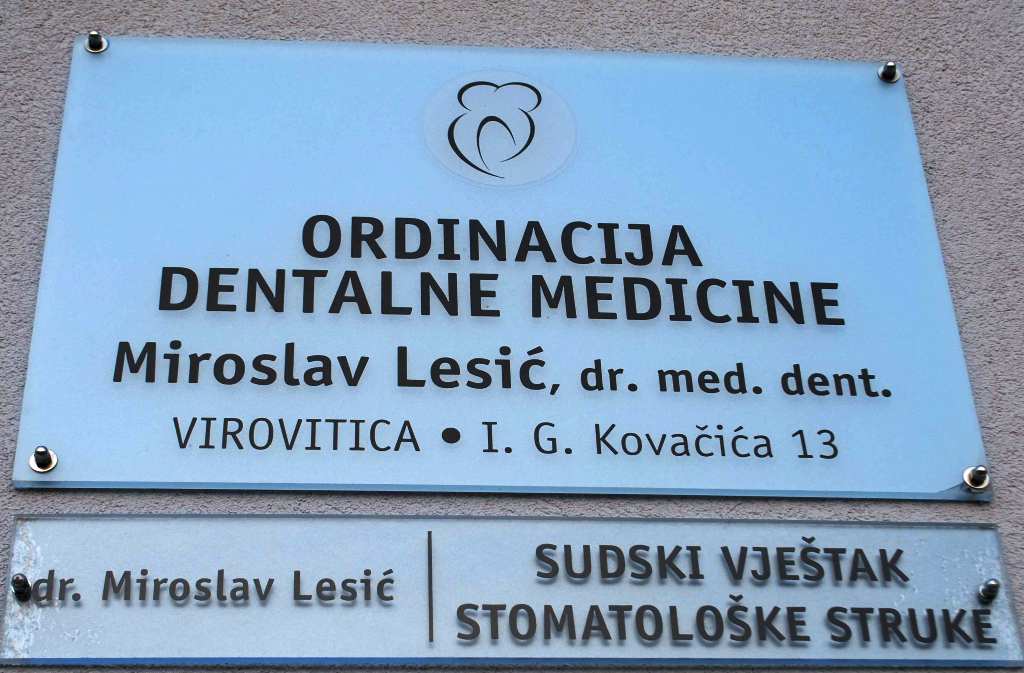 ORDINACIJA
DENTALNE MEDICINE
Miroslav Lesić, dr. med. dent.
VIROVITICA • I. G. Kovačića 13
dr. Miroslav Lesić
SUDSKI VJEŠTAK
STOMATOLOŠKE STRUKE